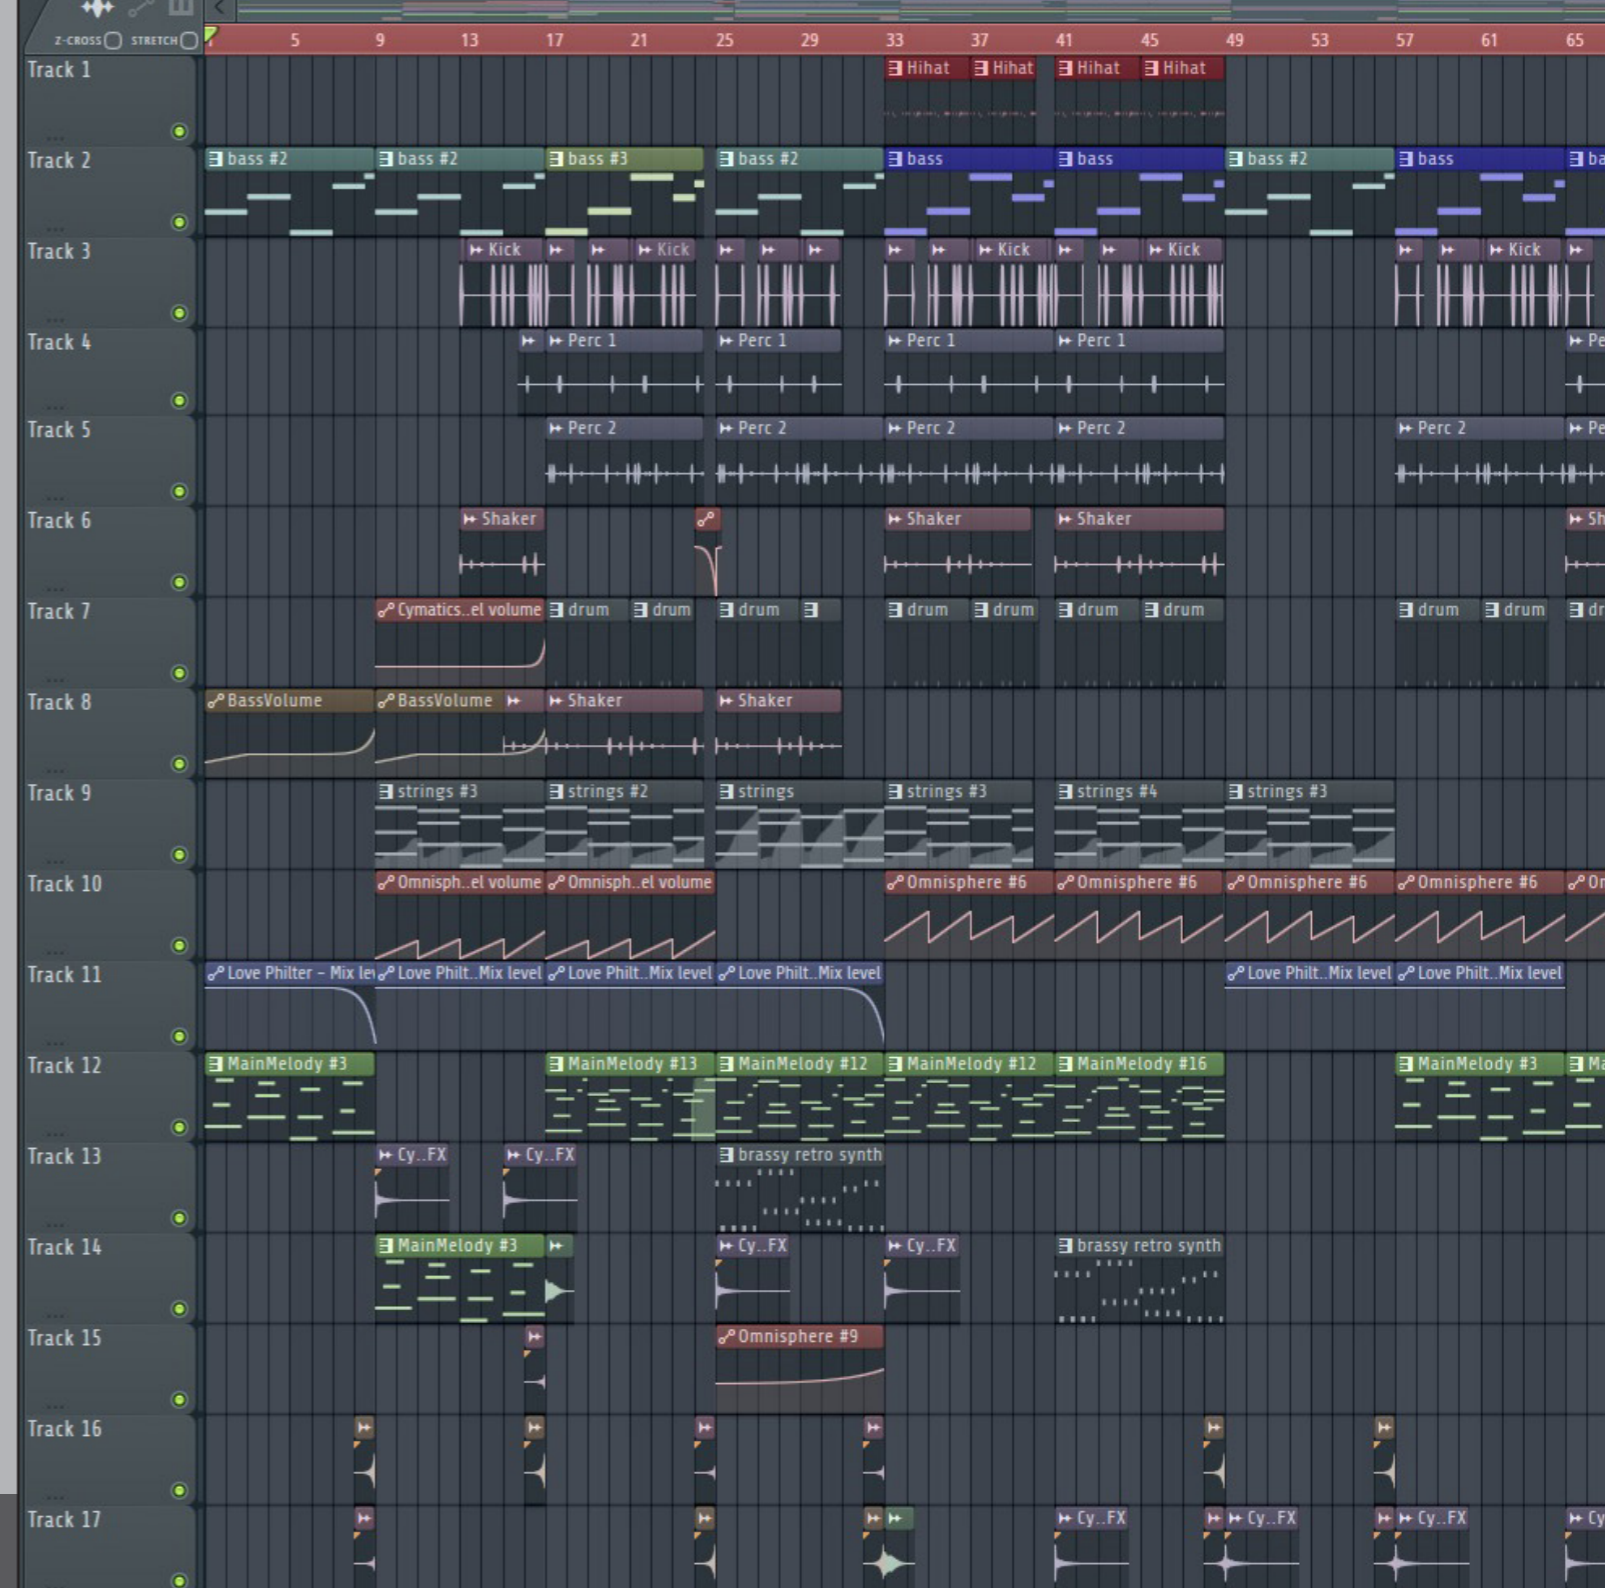 Z-CROSS STRETCH
5 9 13 17 21 25 29 33 37 41 45 49 53 57 61 65
Track 1 Hihat Hihat Hihat Hihat
Track 2 bass #2 bass #2 bass #3 bass #2 bass bass bass #2 bass ba
Track 3 Kick Kick Kick Kick Kick
Track 4 Perc 1 Perc 1 Perc 1 Perc 1 Pe
Track 5 Perc 2 Perc 2 Perc 2 Perc 2 Perc 2 Pe
Track 6 Shaker Shaker Shaker Sh
Track 7 Cymatics..el volume drum drum drum drum drum drum drum drum drum dr
Track 8 BassVolume BassVolume Shaker Shaker
Track 9 strings #3 strings #2 strings strings #3 strings #4 strings #3
Track 10 Omnisph..el volume Omnisph..el volume Omnisphere #6 Omnisphere #6 Omnisphere #6 Omnisphere #6 Or
Track 11 Love Philter - Mix lev Love Philt..Mix level Love Philt..Mix level Love Philt..Mix level Love Philt..Mix level Love Philt..Mix level
Track 12 MainMelody #3 MainMelody #13 MainMelody #12 MainMelody #12 MainMelody #16 MainMelody #3 Ma
Track 13 Cy..FX Cy..FX brassy retro synth
Track 14 MainMelody #3 Cy..FX Cy..FX brassy retro synth
Track 15 Omnisphere #9
Track 16
Track 17 Cy..FX Cy..FX Cy..FX Cy